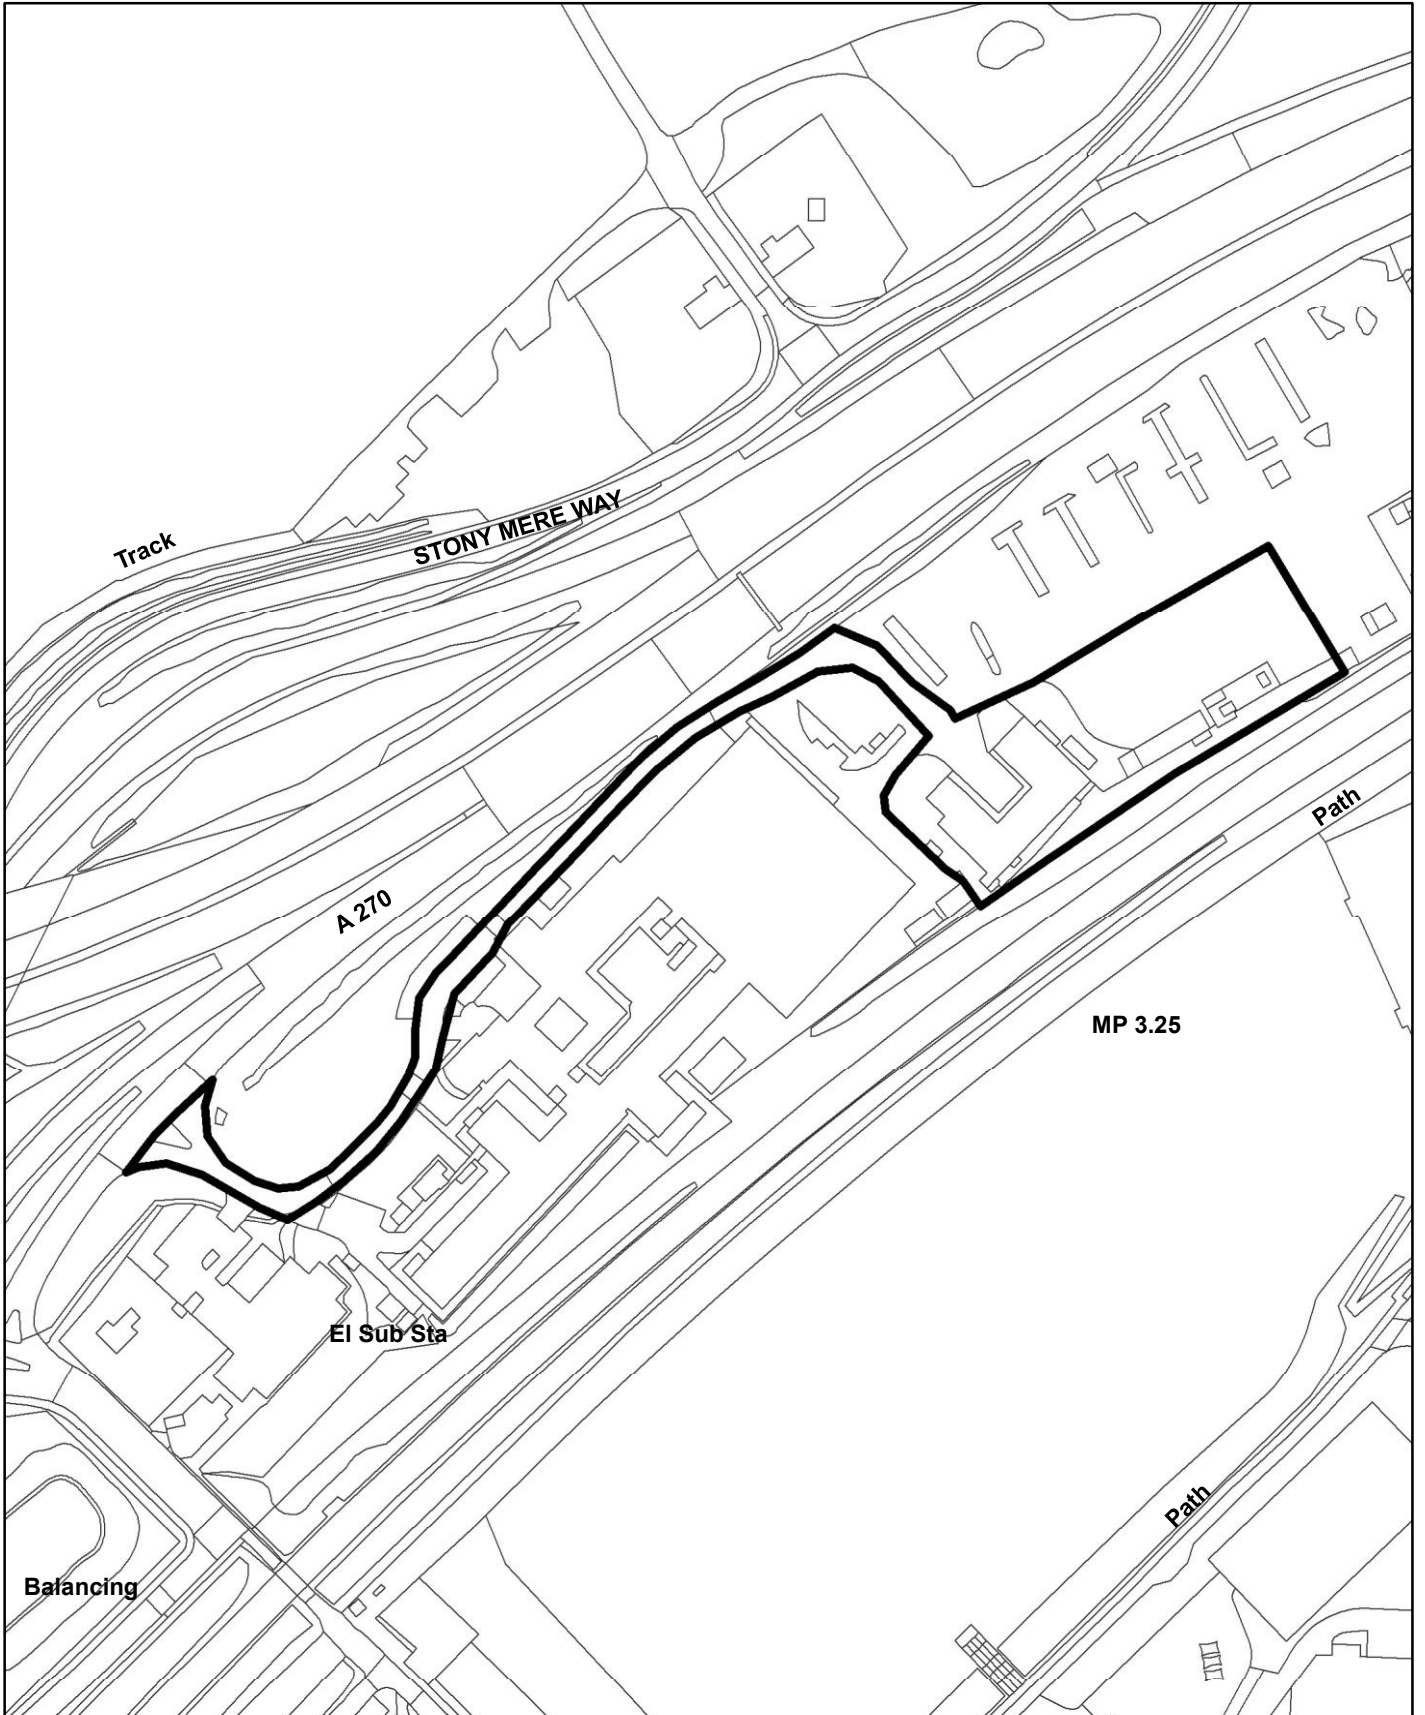 Track
STONY MERE WAY
Path
A 270
MP 3.25
El Sub Sta
Path
Balancing